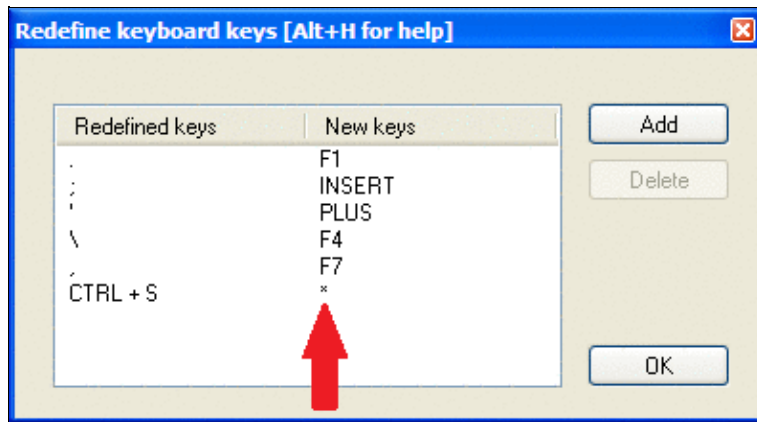 Redefine keyboard keys [Alt+H for help]
Redefined keys New keys
. F1
; INSERT
' PLUS
\ F4
, F7
CTRL + S *
Add
Delete
OK